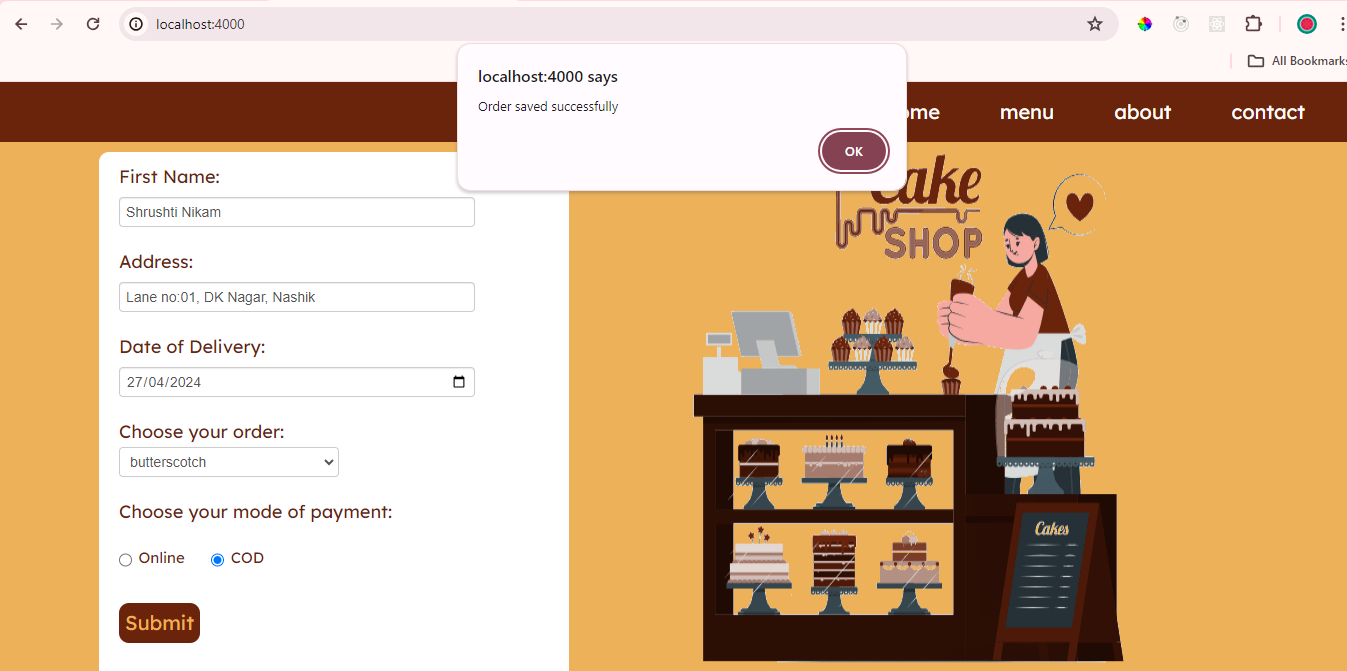 localhost:4000
All Bookmarks
localhost:4000 says
Order saved successfully
OK
ome menu about contact
First Name:
Shrushti Nikam
Address:
Lane no:01, DK Nagar, Nashik
Date of Delivery:
27/04/2024
Choose your order:
butterscotch
Choose your mode of payment:
Online COD
Submit
Cake
SHOP
Cakes